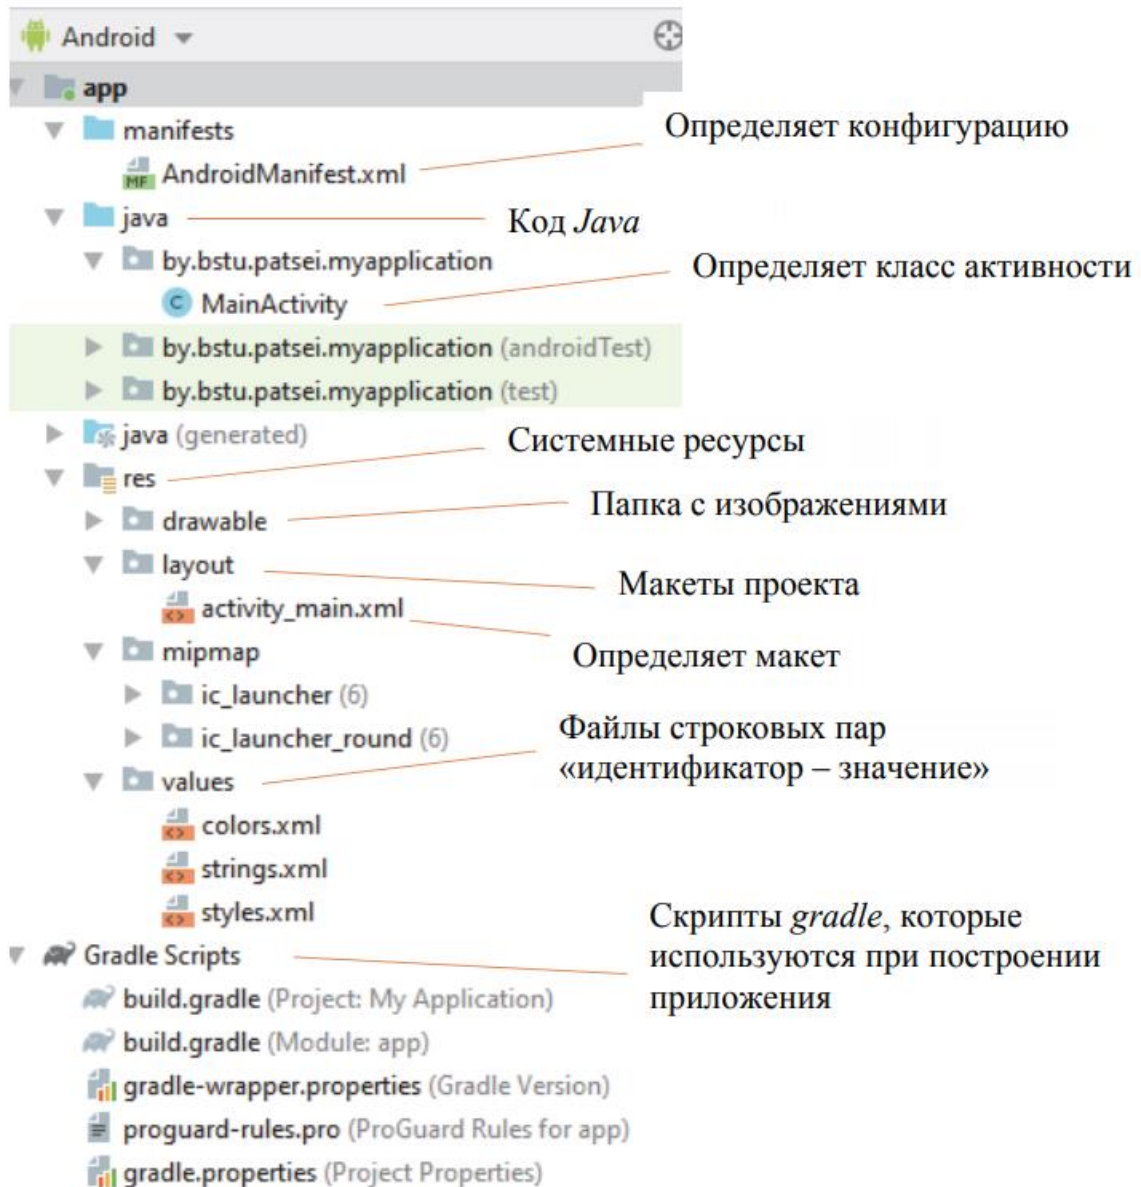 Android
app
manifests
Определяет конфигурацию
MF AndroidManifest.xml
java
Код Java
by.bstu.patsei.myapplication
Определяет класс активности
C MainActivity
by.bstu.patsei.myapplication (androidTest)
by.bstu.patsei.myapplication (test)
java (generated)
Системные ресурсы
res
Папка с изображениями
drawable
layout
Макеты проекта
<> activity_main.xml
mipmap
Определяет макет
ic_launcher (6)
ic_launcher_round (6)
Файлы строковых пар
«идентификатор – значение»
values
<> colors.xml
<> strings.xml
<> styles.xml
Скрипты gradle, которые
используются при построении
приложения
Gradle Scripts
build.gradle (Project: My Application)
build.gradle (Module: app)
gradle-wrapper.properties (Gradle Version)
proguard-rules.pro (ProGuard Rules for app)
gradle.properties (Project Properties)